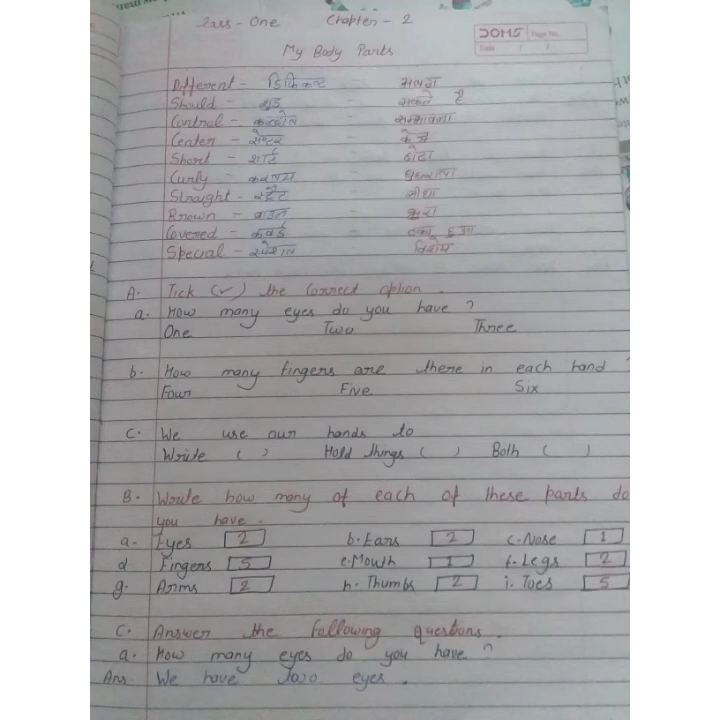 Class - One Chapter - 2
DOMS Page No.
Date / /
My Body Parts
Different - डिफिरेन्ट - अलग
Should - शुड - सकते है
Control - कन्ट्रोल -
Center - सेण्टर - केन्द्र
Short - शार्ट - छोटा
Curly -
Straight - स्ट्रेट - सीधा
Brown - ब्राउन - भूरा
Covered - कवर्ड - ढका हुआ
Special - स्पेशल - विशेष
A. Tick (✓) the correct option.
a. How many eyes do you have ?
One Two Three
b. How many fingers are there in each hand ?
Four Five Six
C. We use our hands to
Write ( ) Hold things ( ) Both ( )
B. Write how many of each of these parts do
you have.
a. Eyes 2 b. Ears 2 c. Nose 1
d Fingers 5 e. Mouth 1 f. Legs 2
g. Arms 2 h. Thumbs 2 i. Toes 5
C. Answer the following questions.
a. How many eyes do you have ?
Ans We have two eyes.